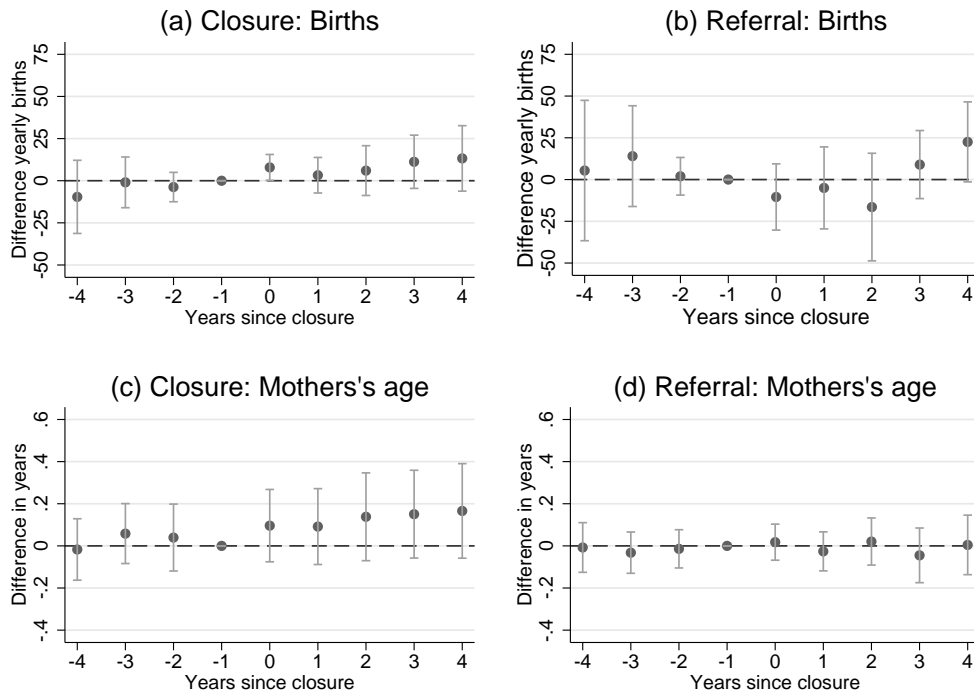 (a) Closure: Births
Difference yearly births
75
50
25
0
-25
-50
-4 -3 -2 -1 0 1 2 3 4
Years since closure
(b) Referral: Births
Difference yearly births
75
50
25
0
-25
-50
-4 -3 -2 -1 0 1 2 3 4
Years since closure
(c) Closure: Mothers's age
Difference in years
.6
.4
.2
0
-.2
-.4
-4 -3 -2 -1 0 1 2 3 4
Years since closure
(d) Referral: Mothers's age
Difference in years
.6
.4
.2
0
-.2
-.4
-4 -3 -2 -1 0 1 2 3 4
Years since closure